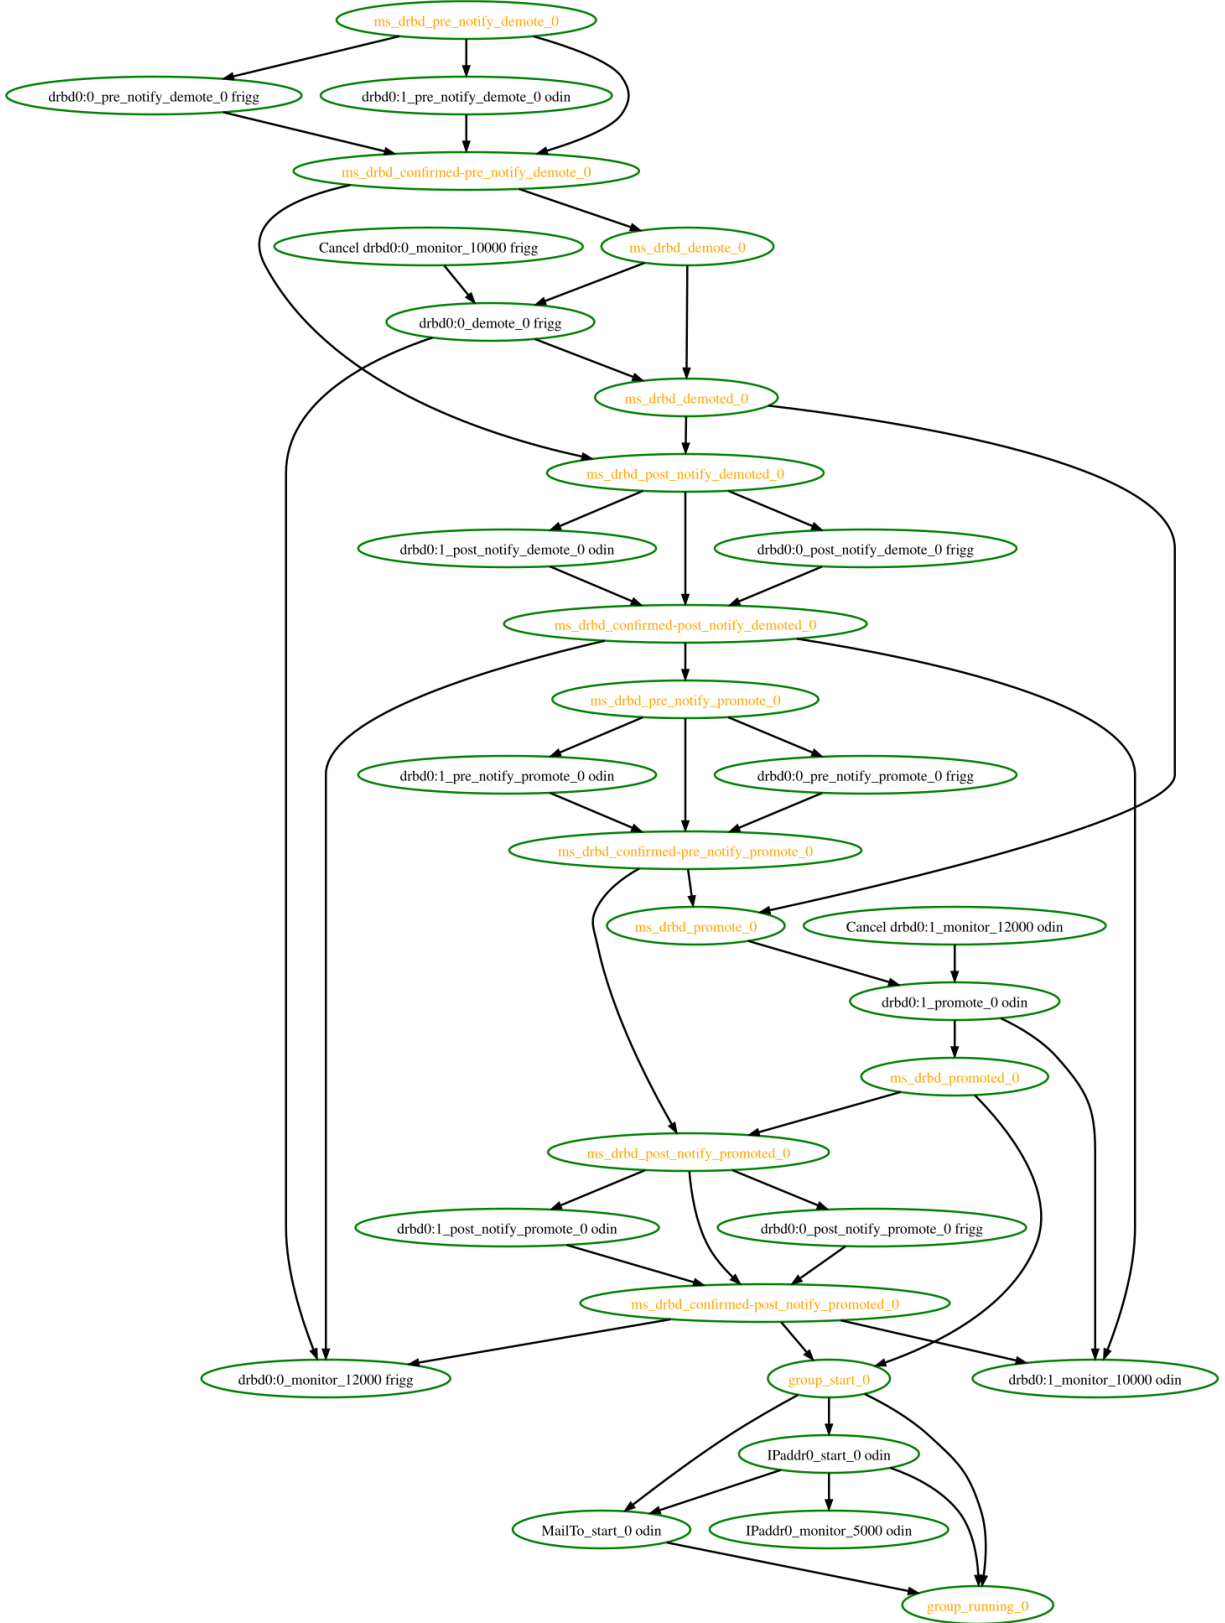 ms_drbd_pre_notify_demote_0
drbd0:0_pre_notify_demote_0 frigg
drbd0:1_pre_notify_demote_0 odin
ms_drbd_confirmed-pre_notify_demote_0
Cancel drbd0:0_monitor_10000 frigg
ms_drbd_demote_0
drbd0:0_demote_0 frigg
ms_drbd_demoted_0
ms_drbd_post_notify_demoted_0
drbd0:1_post_notify_demote_0 odin
drbd0:0_post_notify_demote_0 frigg
ms_drbd_confirmed-post_notify_demoted_0
ms_drbd_pre_notify_promote_0
drbd0:1_pre_notify_promote_0 odin
drbd0:0_pre_notify_promote_0 frigg
ms_drbd_confirmed-pre_notify_promote_0
ms_drbd_promote_0
Cancel drbd0:1_monitor_12000 odin
drbd0:1_promote_0 odin
ms_drbd_promoted_0
ms_drbd_post_notify_promoted_0
drbd0:1_post_notify_promote_0 odin
drbd0:0_post_notify_promote_0 frigg
ms_drbd_confirmed-post_notify_promoted_0
drbd0:0_monitor_12000 frigg
group_start_0
drbd0:1_monitor_10000 odin
IPaddr0_start_0 odin
MailTo_start_0 odin
IPaddr0_monitor_5000 odin
group_running_0